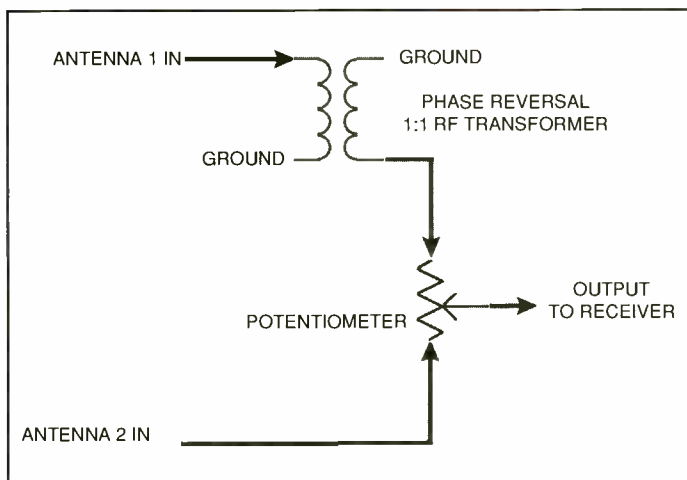 ANTENNA 1 IN
GROUND
PHASE REVERSAL
1:1 RF TRANSFORMER
GROUND
OUTPUT
TO RECEIVER
POTENTIOMETER
ANTENNA 2 IN